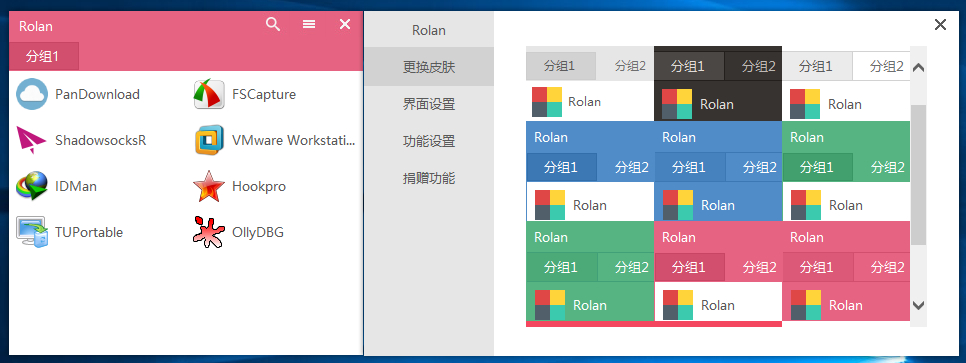 Rolan
分组1
PanDownload
FSCapture
ShadowsocksR
VMware Workstati...
IDMan
Hookpro
TUPortable
OllyDBG
Rolan
更换皮肤
界面设置
功能设置
捐赠功能
分组1 分组2 分组1 分组2 分组1 分组2
Rolan Rolan Rolan
Rolan Rolan Rolan
分组1 分组2 分组1 分组2 分组1 分组2
Rolan Rolan Rolan
Rolan Rolan Rolan
分组1 分组2 分组1 分组2 分组1 分组2
Rolan Rolan Rolan